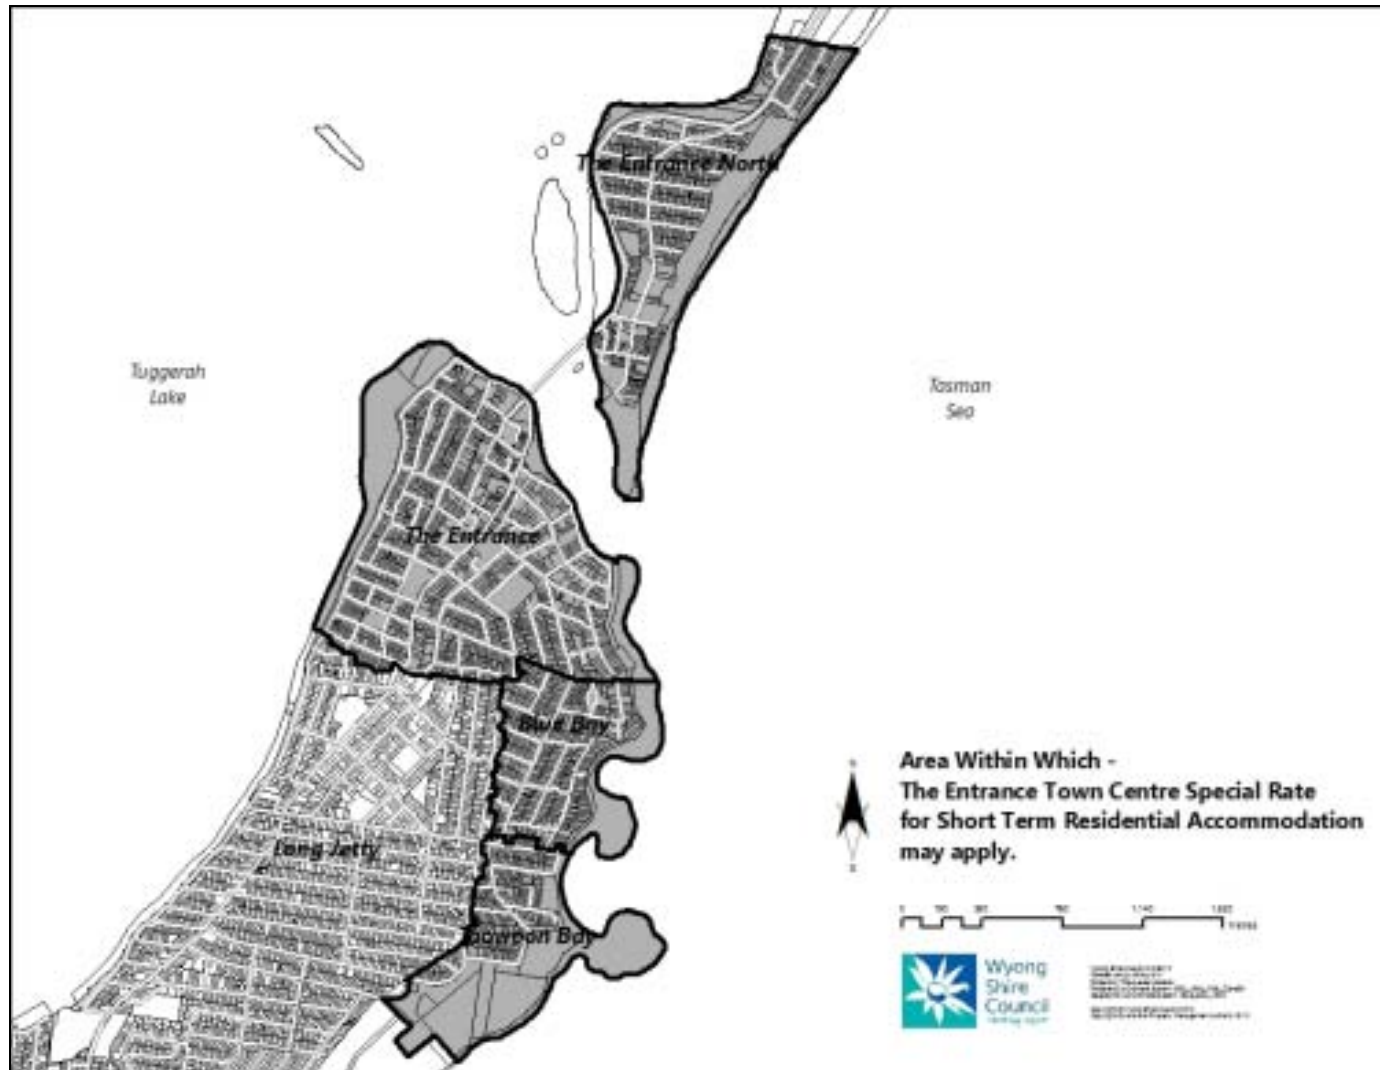 The Entrance North
Tuggerah
Lake
Tasman
Sea
The Entrance
Blue Bay
Long Jetty
Toowoon Bay
Area Within Which -
The Entrance Town Centre Special Rate
for Short Term Residential Accommodation
may apply.
Wyong
Shire
Council